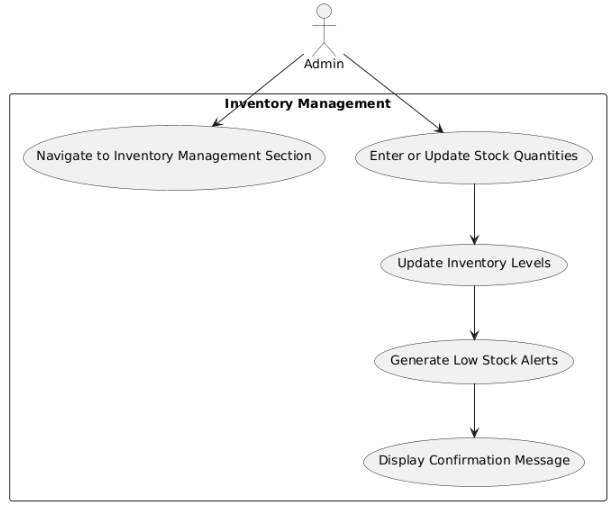 Admin
Inventory Management
Navigate to Inventory Management Section
Enter or Update Stock Quantities
Update Inventory Levels
Generate Low Stock Alerts
Display Confirmation Message